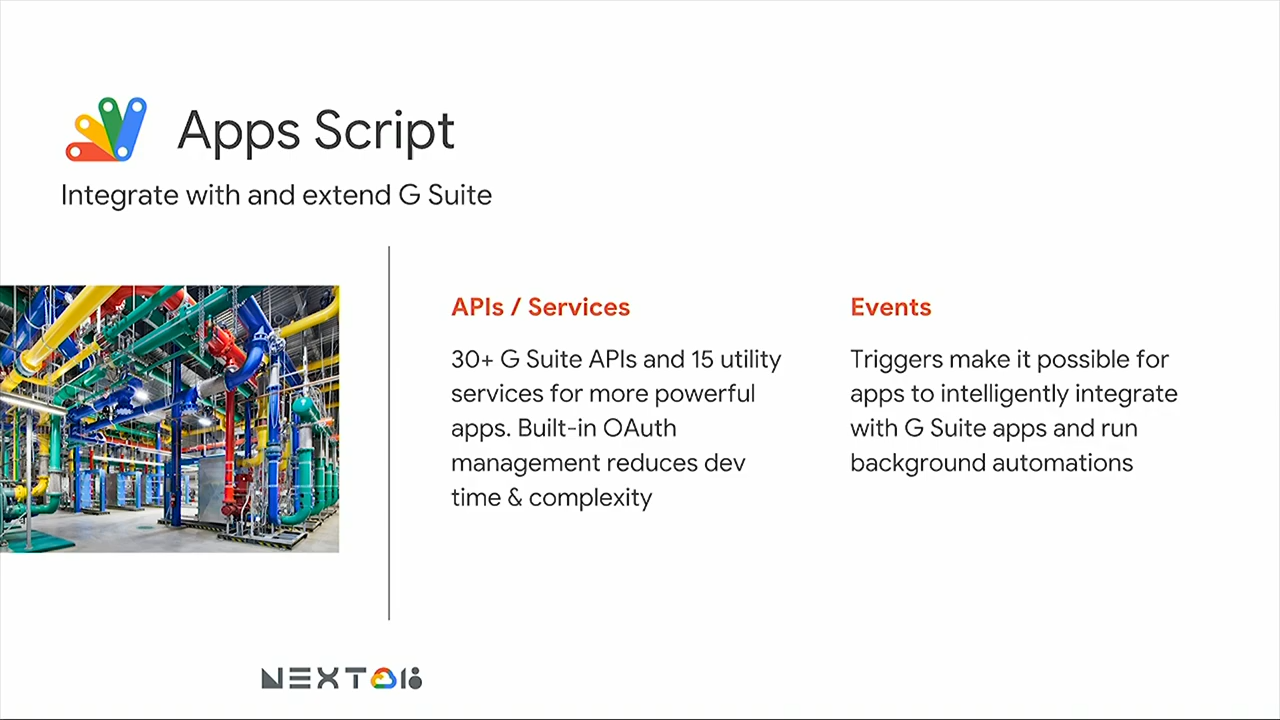 Apps Script
Integrate with and extend G Suite
APIs / Services
30+ G Suite APIs and 15 utility
services for more powerful
apps. Built-in OAuth
management reduces dev
time & complexity
Events
Triggers make it possible for
apps to intelligently integrate
with G Suite apps and run
background automations
NEXT 18